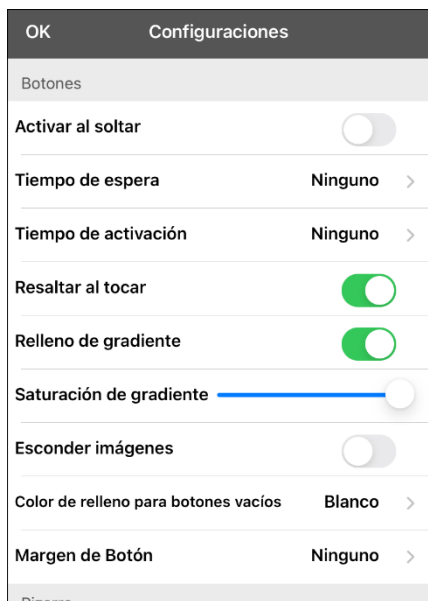 OK Configuraciones
Botones
Activar al soltar
Tiempo de espera Ninguno
Tiempo de activación Ninguno
Resaltar al tocar
Relleno de gradiente
Saturación de gradiente
Esconder imágenes
Color de relleno para botones vacíos Blanco
Margen de Botón Ninguno